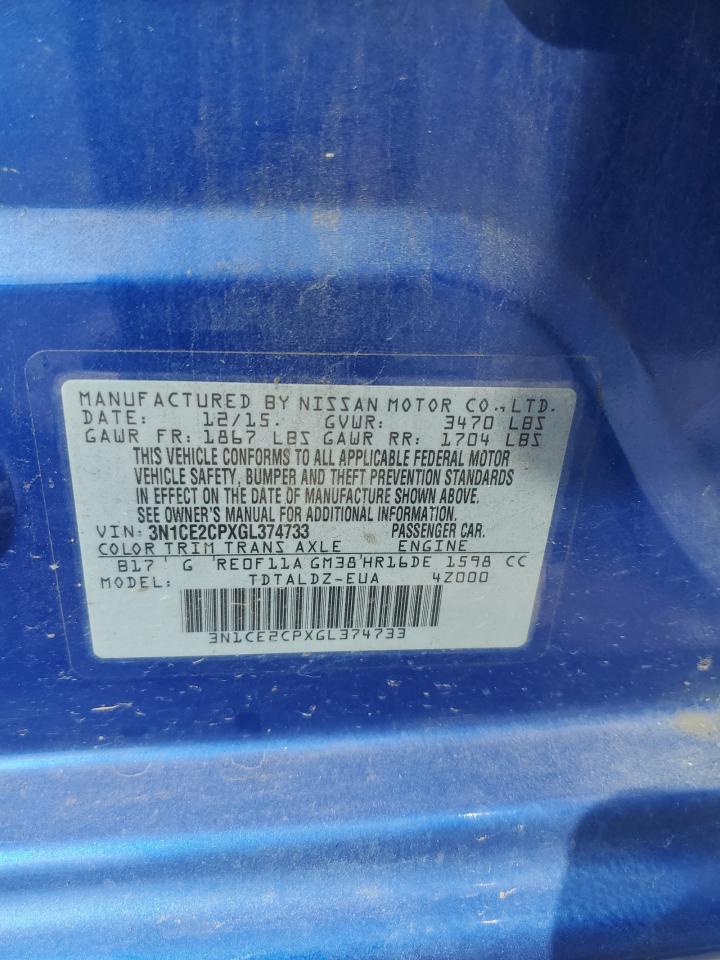 MANUFACTURED BY NISSAN MOTOR CO., LTD.
DATE: 12/15. GVWR: 3470 LBS
GAWR FR: 1867 LBS GAWR RR: 1704 LBS
THIS VEHICLE CONFORMS TO ALL APPLICABLE FEDERAL MOTOR
VEHICLE SAFETY, BUMPER AND THEFT PREVENTION STANDARDS
IN EFFECT ON THE DATE OF MANUFACTURE SHOWN ABOVE.
SEE OWNER'S MANUAL FOR ADDITIONAL INFORMATION.
VIN: 3N1CE2CPXGL374733 PASSENGER CAR.
COLOR TRIM TRANS AXLE ENGINE
B17 G RE0F11A GM38 HR16DE 1598 CC
MODEL: TDTALDZ-EUA 4Z000
3N1CE2CPXGL374733